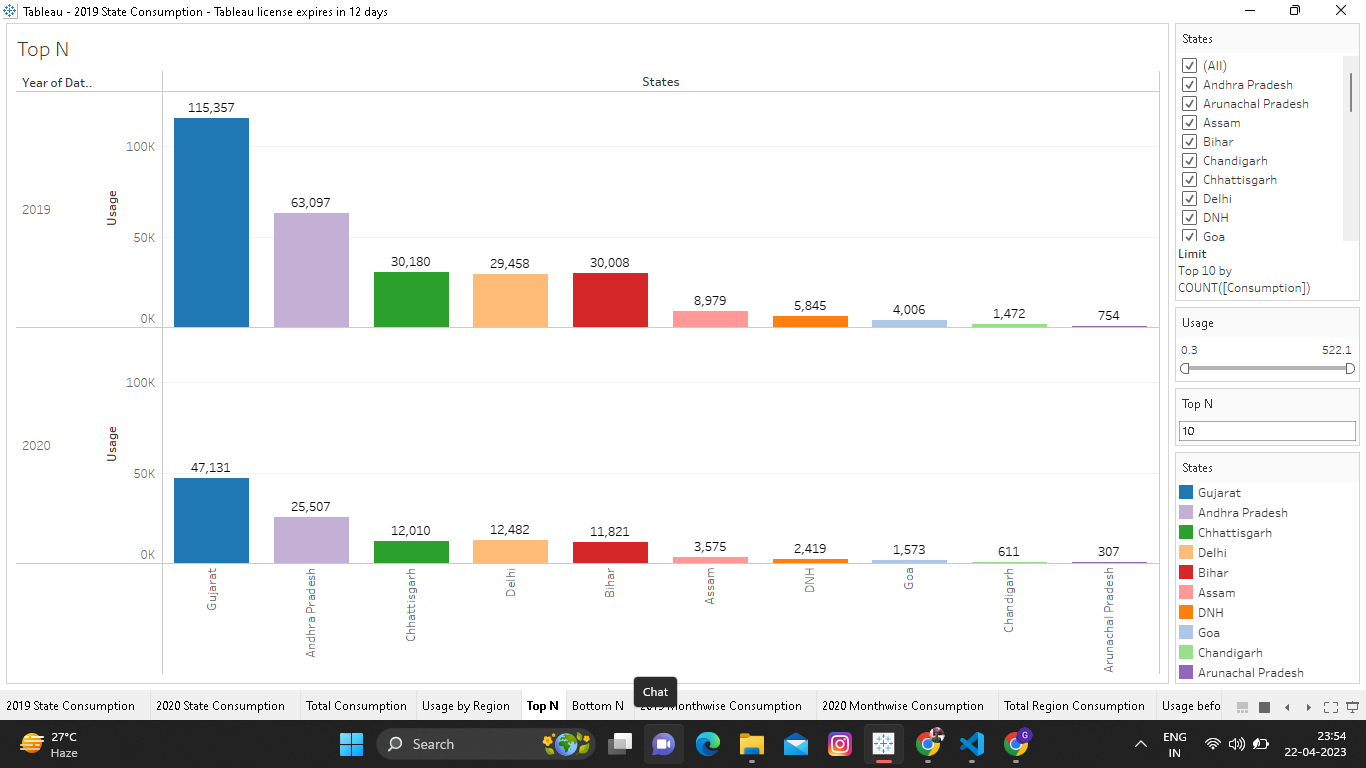 Tableau - 2019 State Consumption - Tableau license expires in 12 days
Top N
Year of Dat..
States
115,357
63,097
30,180
29,458
30,008
8,979
5,845
4,006
1,472
754
100K
50K
0K
Usage
2019
47,131
25,507
12,010
12,482
11,821
3,575
2,419
1,573
611
307
100K
50K
0K
Usage
2020
Gujarat
Andhra Pradesh
Chhattisgarh
Delhi
Bihar
Assam
DNH
Goa
Chandigarh
Arunachal Pradesh
States
(All)
Andhra Pradesh
Arunachal Pradesh
Assam
Bihar
Chandigarh
Chhattisgarh
Delhi
DNH
Goa
Limit
Top 10 by
COUNT([Consumption])
Usage
0.3 522.1
Top N
10
States
Gujarat
Andhra Pradesh
Chhattisgarh
Delhi
Bihar
Assam
DNH
Goa
Chandigarh
Arunachal Pradesh
Chat
2019 State Consumption 2020 State Consumption Total Consumption Usage by Region Top N Bottom N 2019 Monthwise Consumption 2020 Monthwise Consumption Total Region Consumption Usage befo
27°C
Haze
Search
G
ENG
IN
23:54
22-04-2023